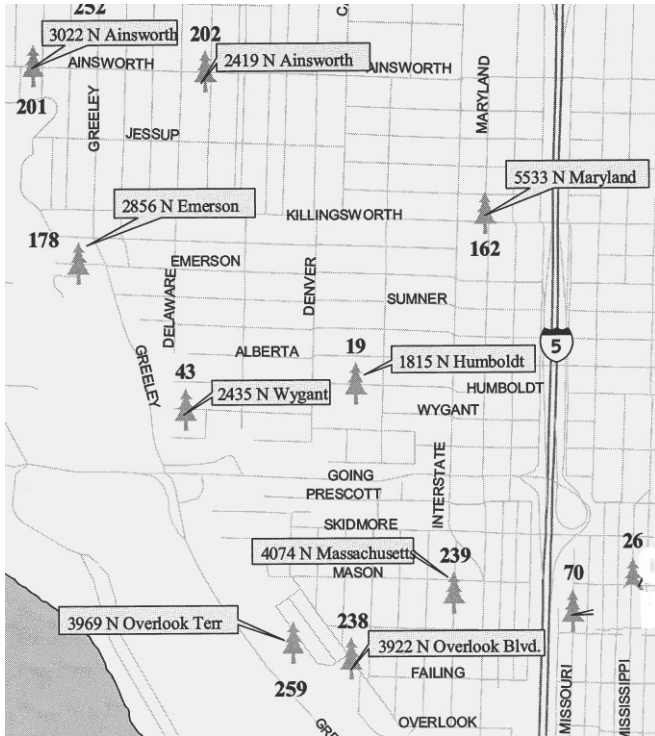 252
3022 N Ainsworth
202
2419 N Ainsworth
AINSWORTH
AINSWORTH
201
GREELEY
MARYLAND
JESSUP
5533 N Maryland
2856 N Emerson
KILLINGSWORTH
178
162
EMERSON
DELAWARE
DENVER
SUMNER
GREELEY
ALBERTA
19
5
1815 N Humboldt
43
HUMBOLDT
2435 N Wygant
WYGANT
INTERSTATE
GOING
PRESCOTT
SKIDMORE
4074 N Massachusetts
239
26
MASON
70
3969 N Overlook Terr
238
3922 N Overlook Blvd.
FAILING
259
MISSOURI
MISSISSIPPI
OVERLOOK
GRE